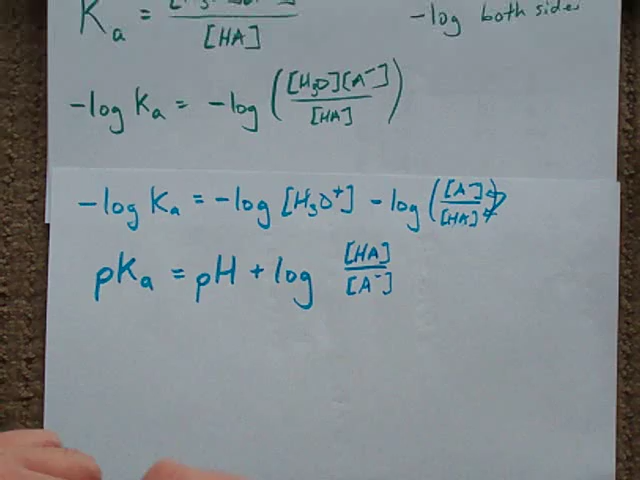 Ka = [H3O+][A-] / [HA] -log both sides
-log Ka = -log ([H3O][A-] / [HA])
-log Ka = -log [H3O+] -log ([A-] / [HA])
pKa = pH + log [HA] / [A-]